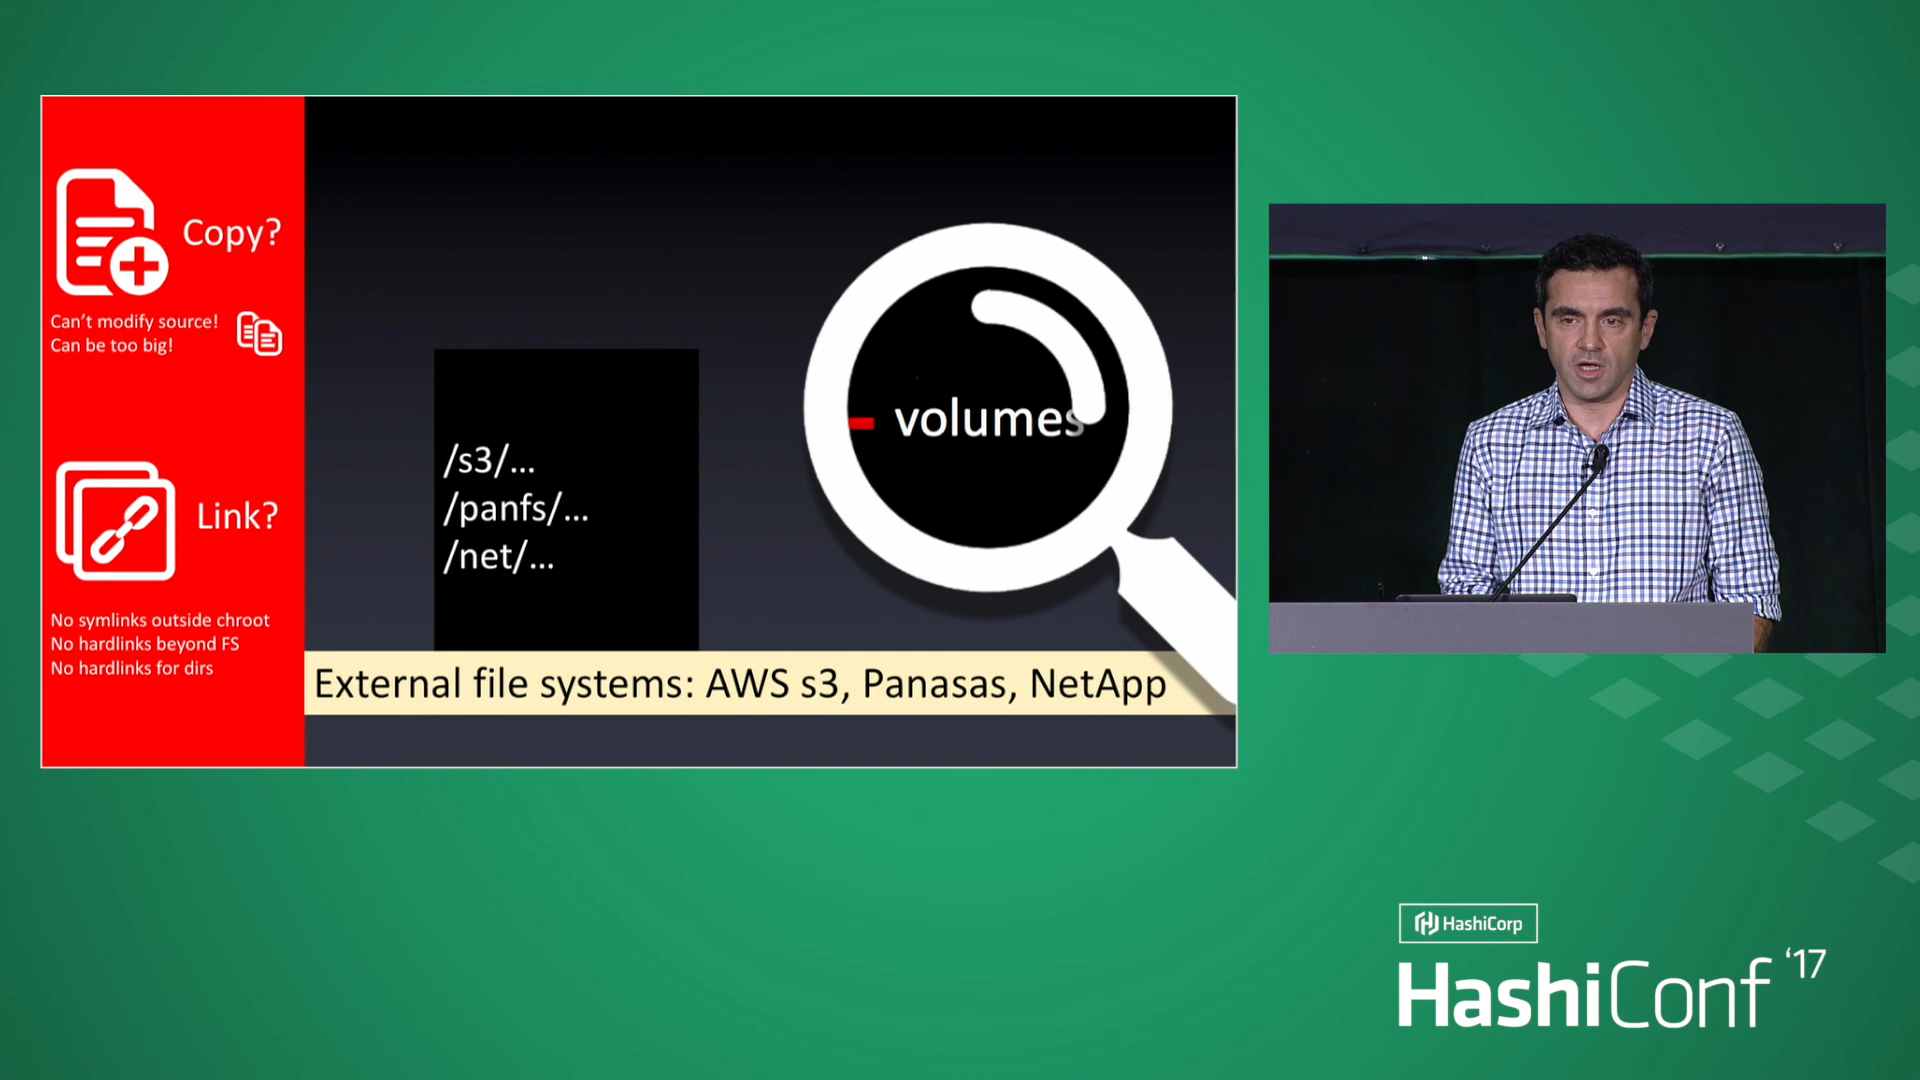 Copy?
Can't modify source!
Can be too big!
Link?
No symlinks outside chroot
No hardlinks beyond FS
No hardlinks for dirs
/s3/...
/panfs/...
/net/...
- volumes
External file systems: AWS s3, Panasas, NetApp
HashiCorp
HashiConf '17